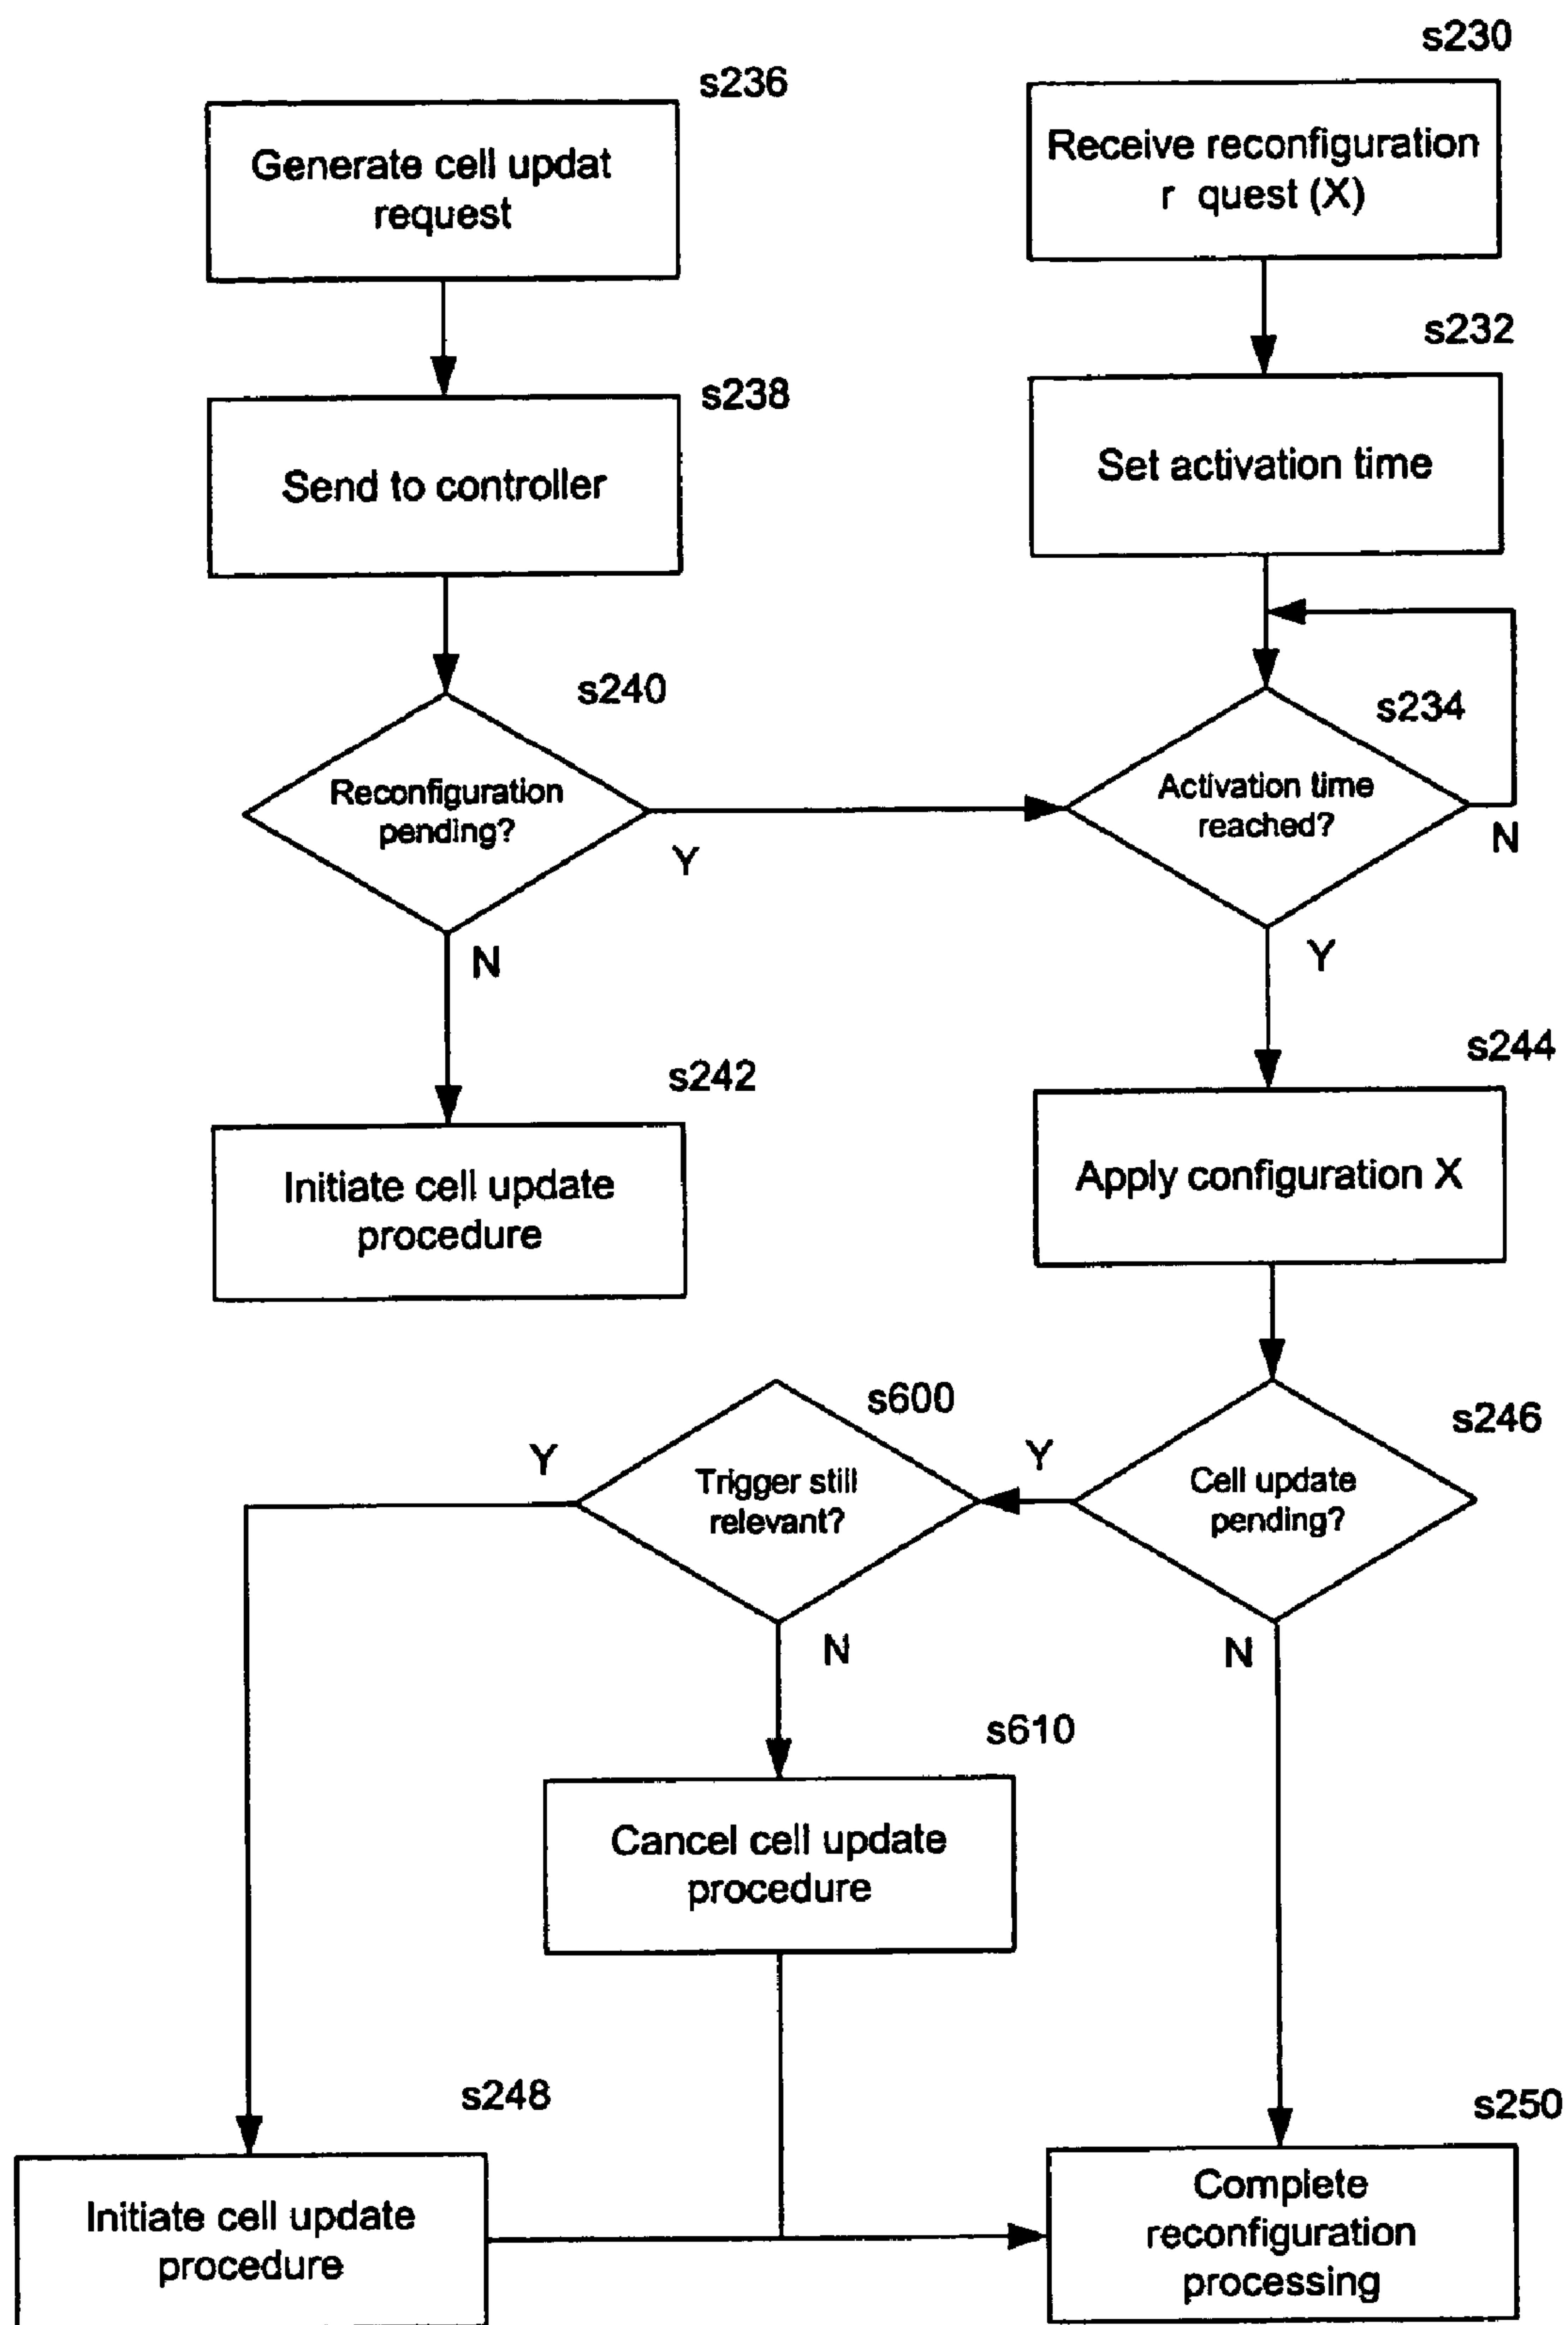 s230
s236
Generate cell updat
request
Receive reconfiguration
r quest (X)
s232
s238
Send to controller
Set activation time
s240
s234
Reconfiguration
pending?
Activation time
reached?
Y
N
N
Y
s242
s244
Initiate cell update
procedure
Apply configuration X
s600
s246
Y
Y
Trigger still
relevant?
Cell update
pending?
N
N
s610
Cancel cell update
procedure
s248
s250
Initiate cell update
procedure
Complete
reconfiguration
processing